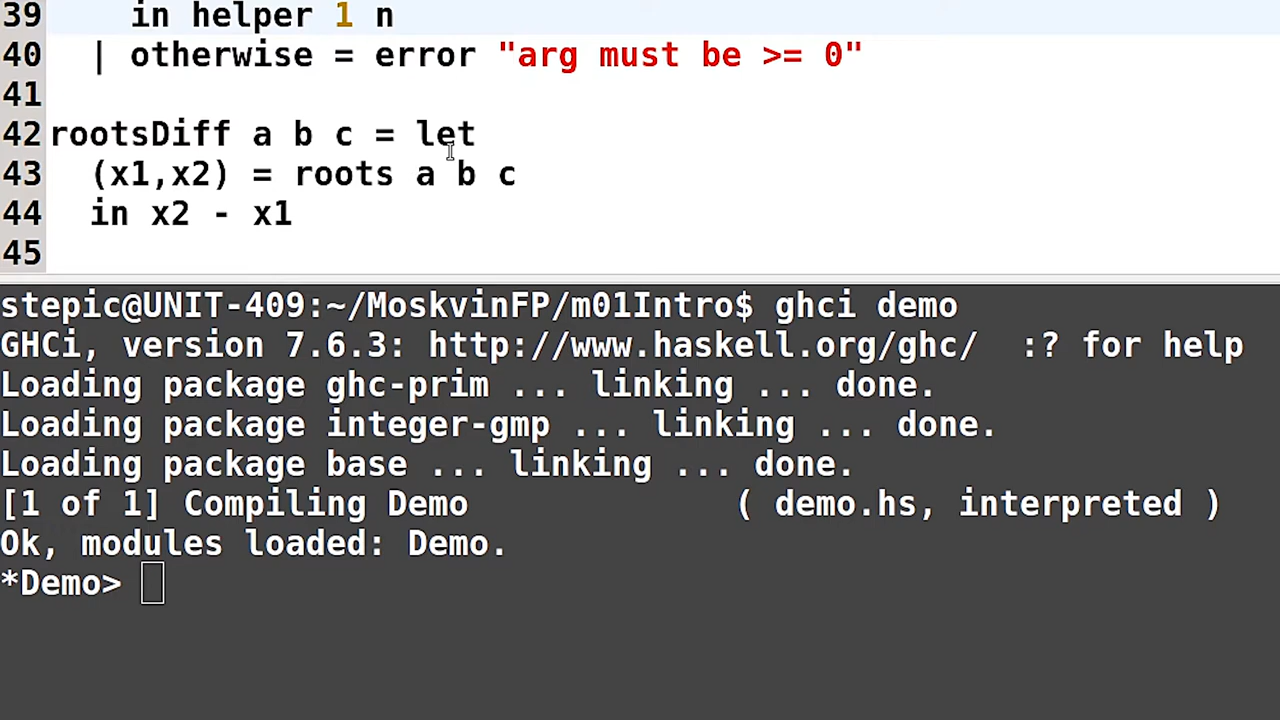 39     in helper 1 n
40   | otherwise = error "arg must be >= 0"
41
42 rootsDiff a b c = let
43   (x1,x2) = roots a b c
44   in x2 - x1
45
stepic@UNIT-409:~/MoskvinFP/m01Intro$ ghci demo
GHCi, version 7.6.3: http://www.haskell.org/ghc/  :? for help
Loading package ghc-prim ... linking ... done.
Loading package integer-gmp ... linking ... done.
Loading package base ... linking ... done.
[1 of 1] Compiling Demo             ( demo.hs, interpreted )
Ok, modules loaded: Demo.
*Demo>